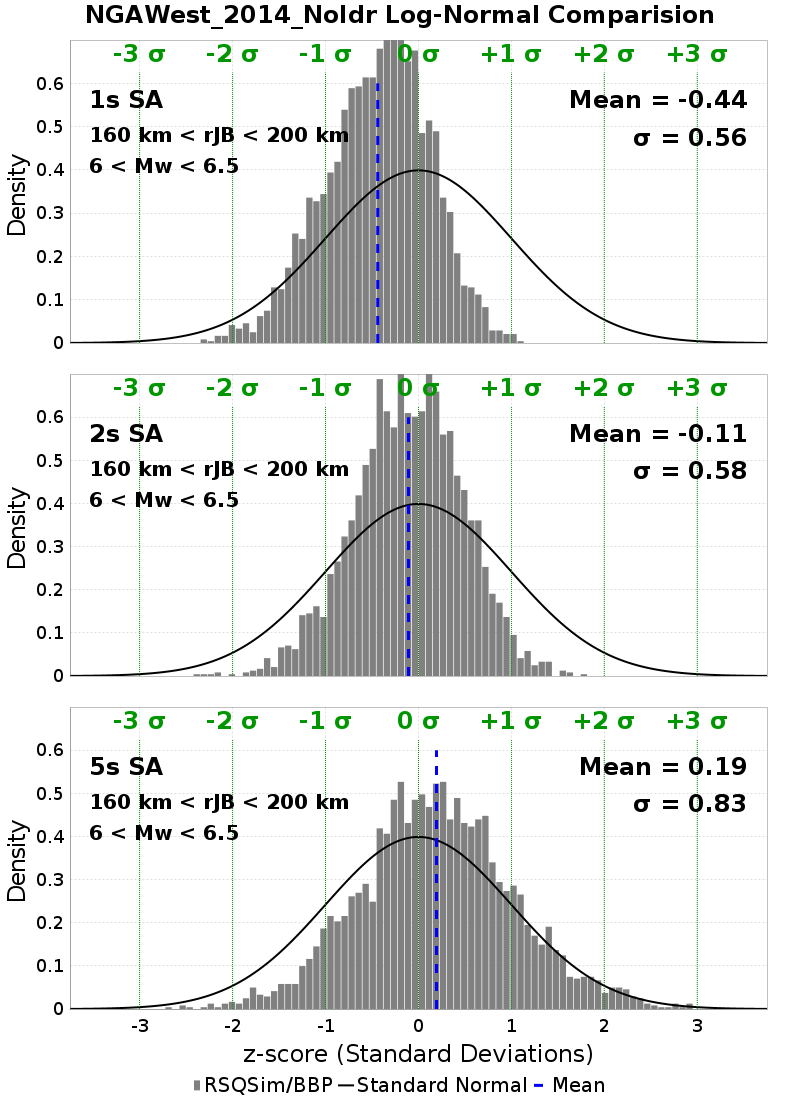 NGAWest_2014_NoIdr Log-Normal Comparision
-3 σ -2 σ -1 σ 0 σ +1 σ +2 σ +3 σ
1s SA
Mean = -0.44
160 km < rJB < 200 km
σ = 0.56
6 < Mw < 6.5
Density
0.6
0.5
0.4
0.3
0.2
0.1
0
-3 σ -2 σ -1 σ 0 σ +1 σ +2 σ +3 σ
2s SA
Mean = -0.11
160 km < rJB < 200 km
σ = 0.58
6 < Mw < 6.5
Density
0.6
0.5
0.4
0.3
0.2
0.1
0
-3 σ -2 σ -1 σ 0 σ +1 σ +2 σ +3 σ
5s SA
Mean = 0.19
160 km < rJB < 200 km
σ = 0.83
6 < Mw < 6.5
Density
0.6
0.5
0.4
0.3
0.2
0.1
0
-3 -2 -1 0 1 2 3
z-score (Standard Deviations)
RSQSim/BBP Standard Normal Mean